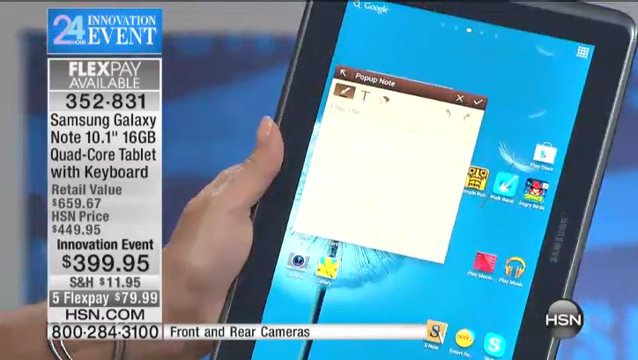 24 HOUR INNOVATION EVENT
FLEXPAY
AVAILABLE
352-831
Samsung Galaxy
Note 10.1" 16GB
Quad-Core Tablet
with Keyboard
Retail Value
$659.67
HSN Price
$449.95
Innovation Event
$399.95
S&H $11.95
5 Flexpay $79.99
HSN.COM
800-284-3100
Front and Rear Cameras
Google
Popup Note
T
Play Store
Temple Run
Angry Birds
Play Music
SAMSUNG
S Note
HSN